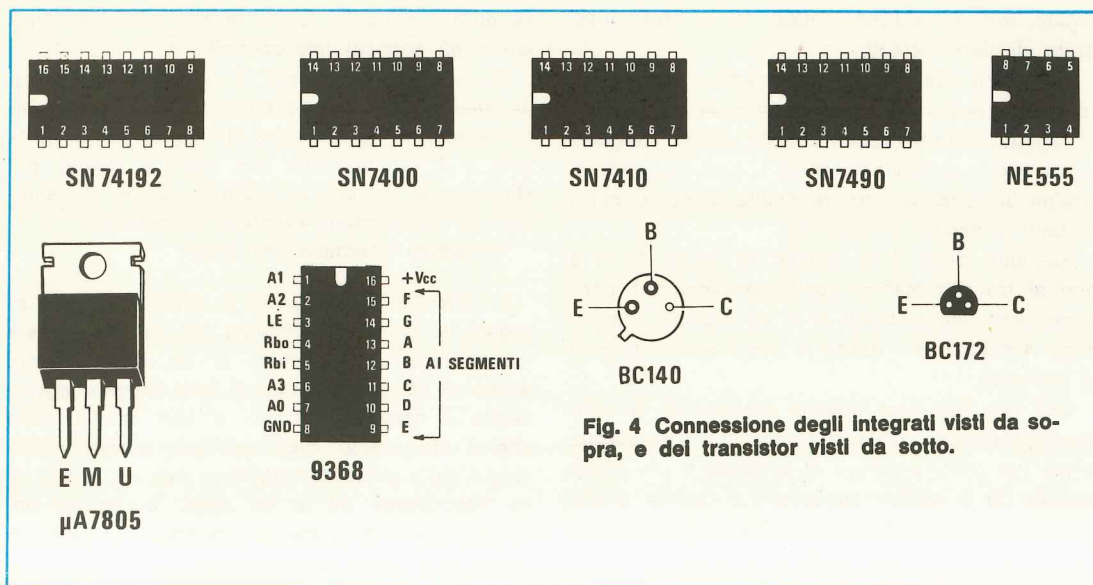 16 15 14 13 12 11 10 9
1 2 3 4 5 6 7 8
SN 74192
14 13 12 11 10 9 8
1 2 3 4 5 6 7
SN7400
14 13 12 11 10 9 8
1 2 3 4 5 6 7
SN7410
14 13 12 11 10 9 8
1 2 3 4 5 6 7
SN7490
8 7 6 5
1 2 3 4
NE555
E M U
µA7805
A1 1 16 +Vcc
A2 2 15 F
LE 3 14 G
Rbo 4 13 A
Rbi 5 12 B
A3 6 11 C
A0 7 10 D
GND 8 9 E
AI SEGMENTI
9368
B
E C
BC140
B
E C
BC172
Fig. 4 Connessione degli integrati visti da so-
pra, e dei transistor visti da sotto.